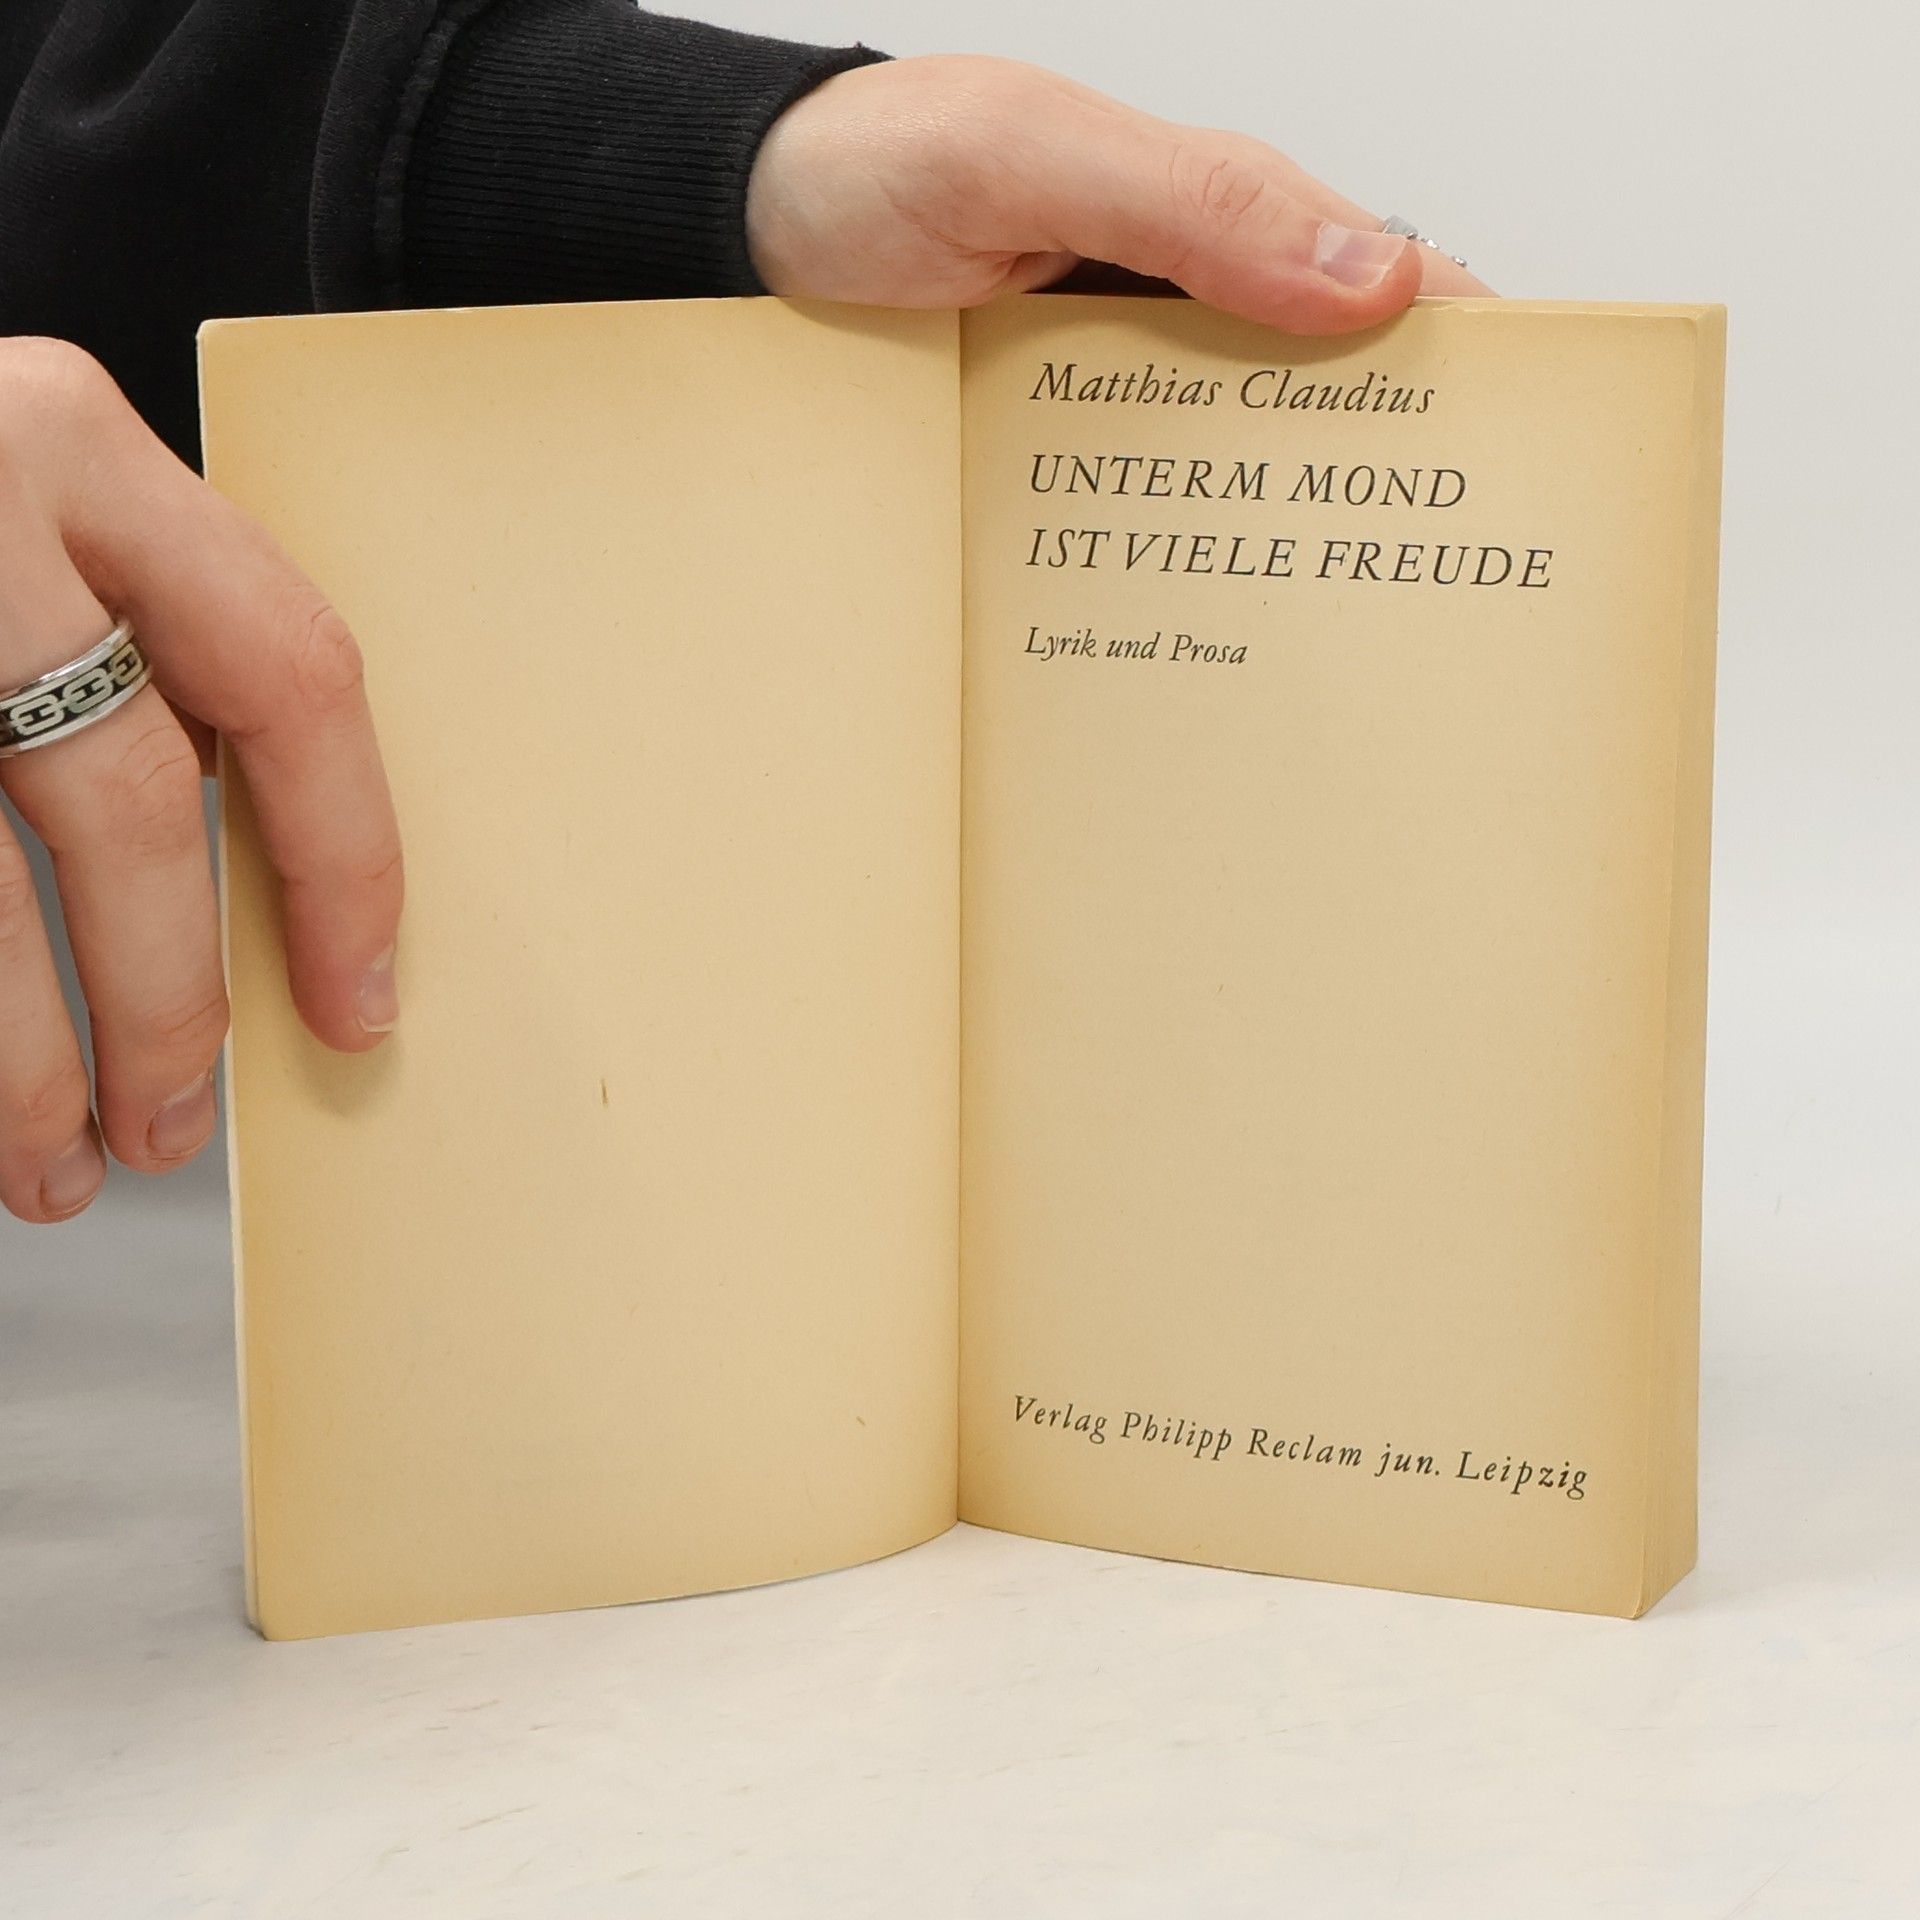 Matthias Claudius
UNTERM MOND
IST VIELE FREUDE
Lyrik und Prosa
Verlag Philipp Reclam jun. Leipzig